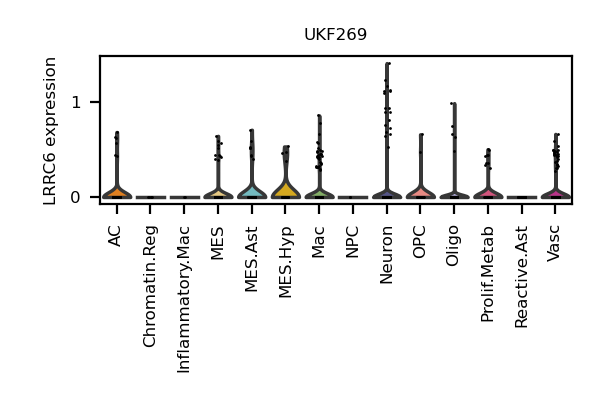 UKF269
LRRC6 expression
1
0
AC
Chromatin.Reg
Inflammatory.Mac
MES
MES.Ast
MES.Hyp
Mac
NPC
Neuron
OPC
Oligo
Prolif.Metab
Reactive.Ast
Vasc